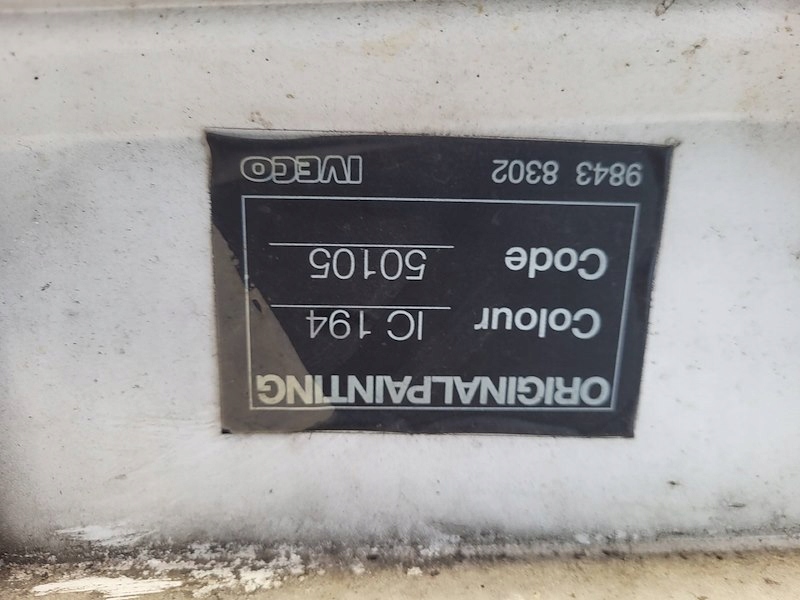 ORIGINALPAINTING
Colour IC 194
Code 50105
9843 8302 IVECO